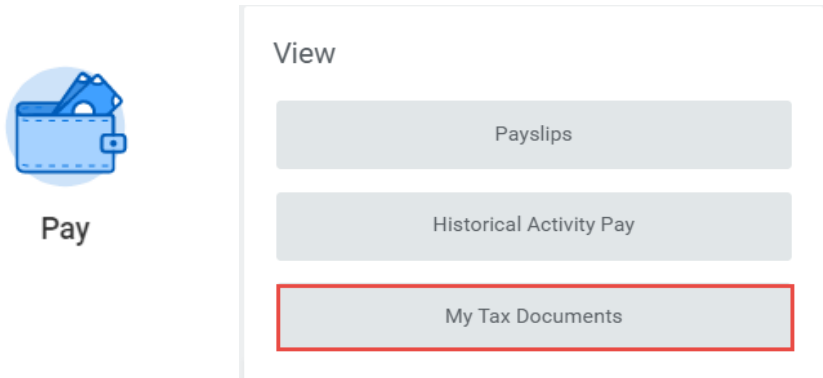 Pay
View
Payslips
Historical Activity Pay
My Tax Documents